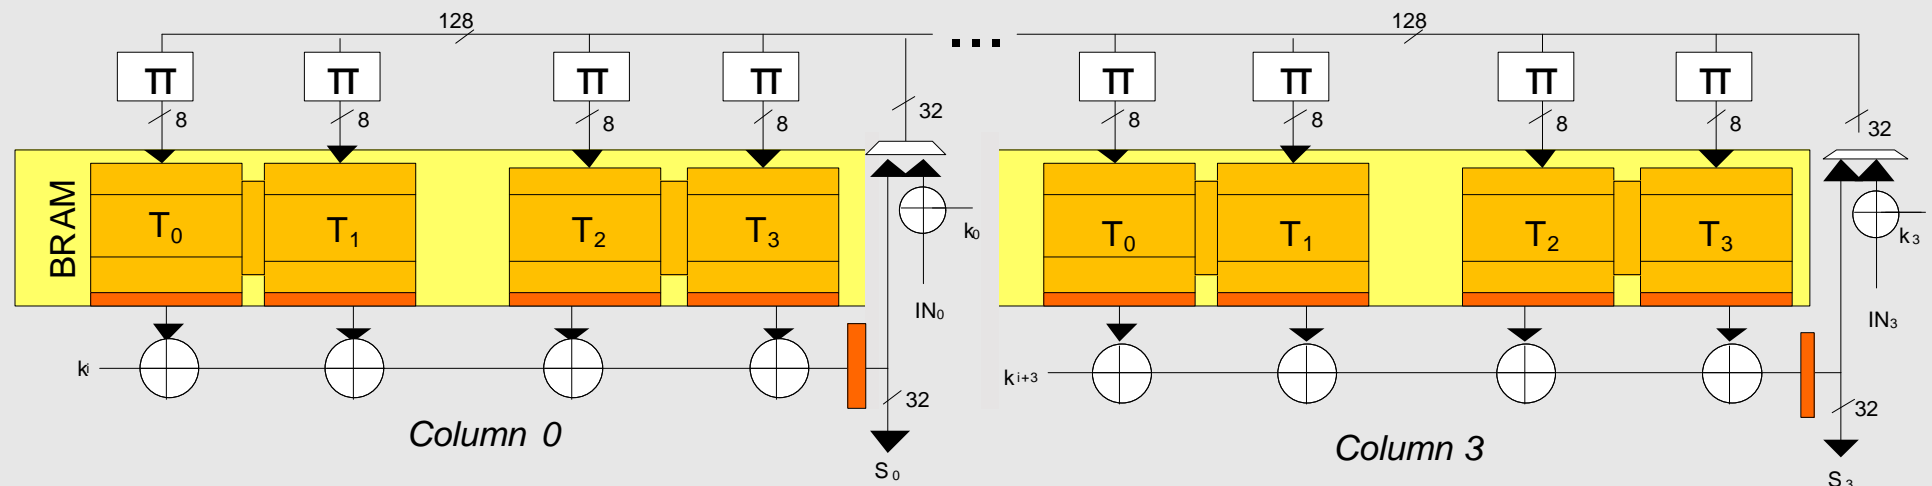 128 128
π π π π π π π π
8 8 8 8 32 8 8 8 8 32
BRAM
T0 T1 T2 T3 k0 T0 T1 T2 T3 k3
IN0 IN3
ki ki+3
32 32
Column 0 Column 3
S0 S3